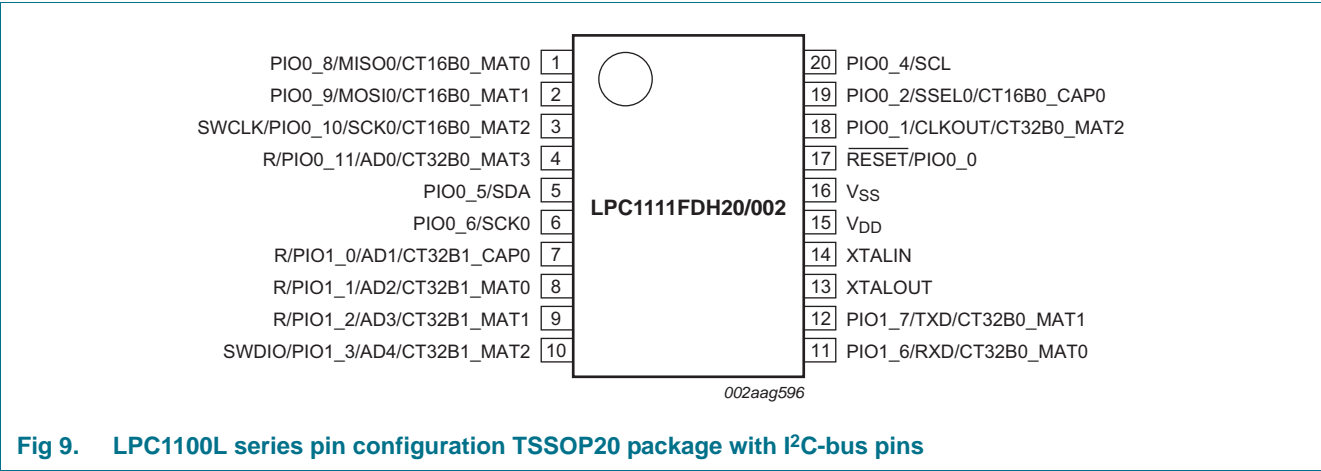 PIO0_8/MISO0/CT16B0_MAT0 1
PIO0_9/MOSI0/CT16B0_MAT1 2
SWCLK/PIO0_10/SCK0/CT16B0_MAT2 3
R/PIO0_11/AD0/CT32B0_MAT3 4
PIO0_5/SDA 5
PIO0_6/SCK0 6
R/PIO1_0/AD1/CT32B1_CAP0 7
R/PIO1_1/AD2/CT32B1_MAT0 8
R/PIO1_2/AD3/CT32B1_MAT1 9
SWDIO/PIO1_3/AD4/CT32B1_MAT2 10
LPC1111FDH20/002
20 PIO0_4/SCL
19 PIO0_2/SSEL0/CT16B0_CAP0
18 PIO0_1/CLKOUT/CT32B0_MAT2
17 RESET/PIO0_0
16 VSS
15 VDD
14 XTALIN
13 XTALOUT
12 PIO1_7/TXD/CT32B0_MAT1
11 PIO1_6/RXD/CT32B0_MAT0
002aag596
Fig 9. LPC1100L series pin configuration TSSOP20 package with I²C-bus pins